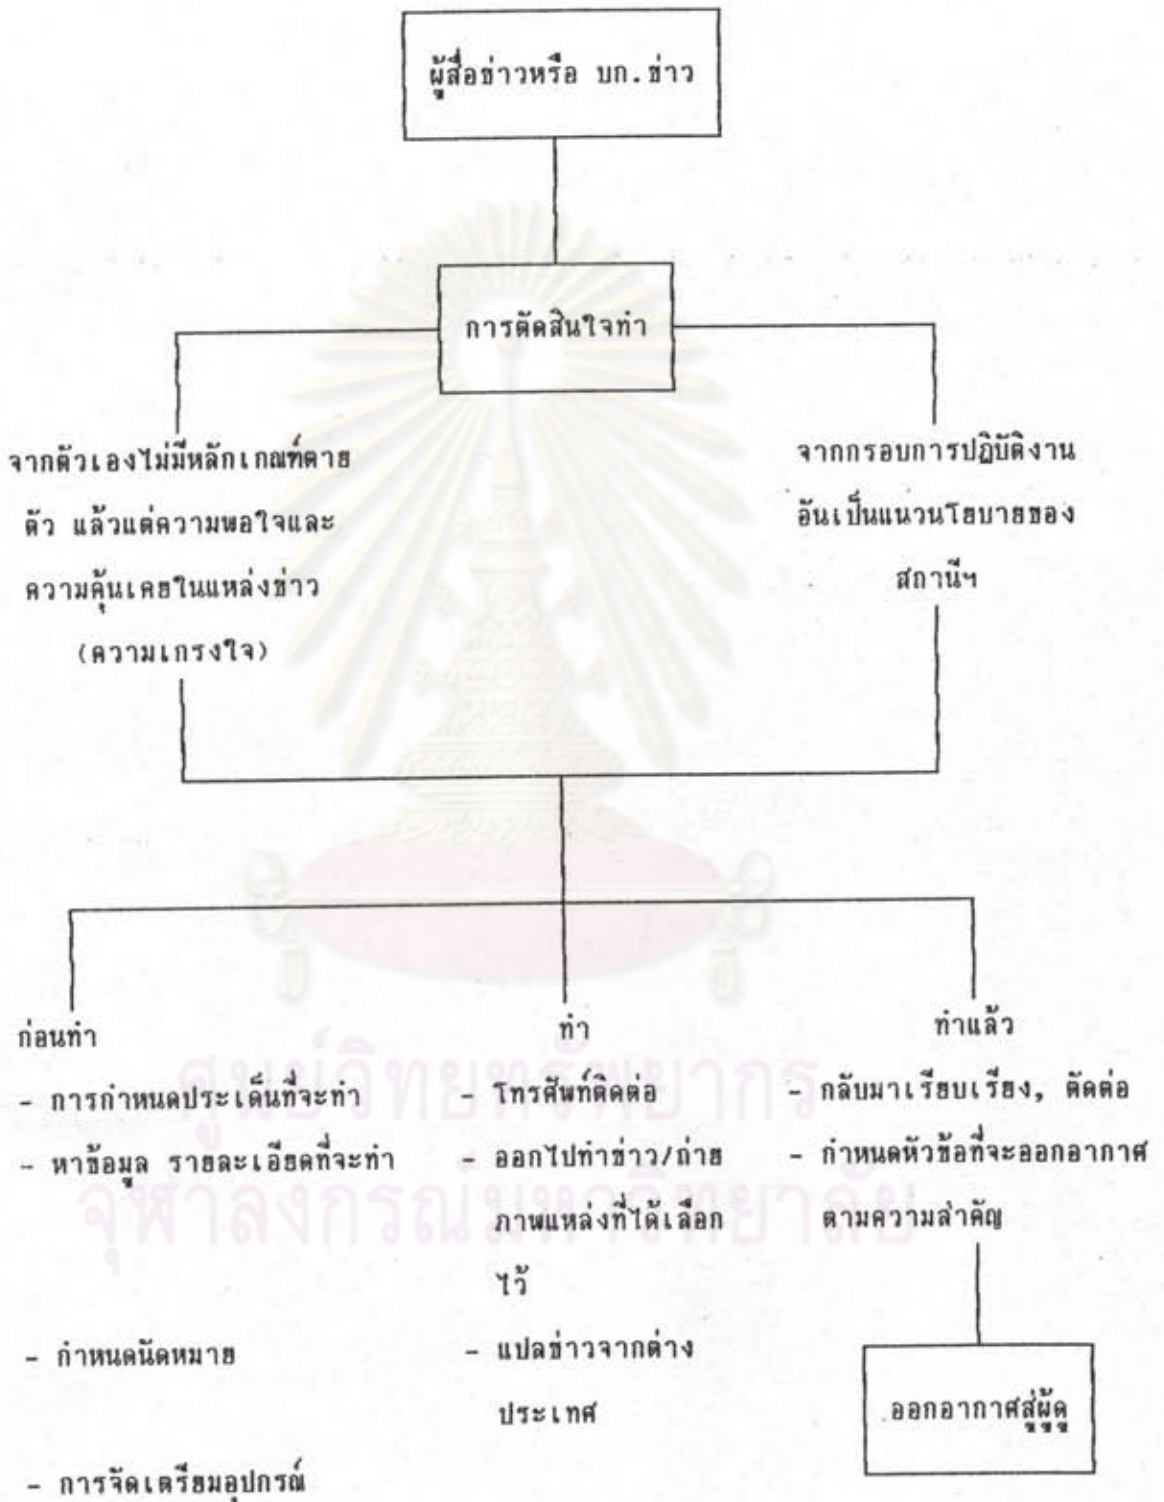 ผู้สื่อข่าวหรือ บก.ข่าว
การตัดสินใจทำ
จากตัวเองไม่มีหลักเกณฑ์ตาย
ตัว แล้วแต่ความพอใจและ
ความคุ้นเคยในแหล่งข่าว
(ความเกรงใจ)
จากกรอบการปฏิบัติงาน
อันเป็นแนวนโยบายของ
สถานีฯ
ก่อนทำ
- การกำหนดประเด็นที่จะทำ
- หาข้อมูล รายละเอียดที่จะทำ
- กำหนดนัดหมาย
- การจัดเตรียมอุปกรณ์
ทำ
- โทรศัพท์ติดต่อ
- ออกไปทำข่าว/ถ่าย
ภาพแหล่งที่ได้เลือก
ไว้
- แปลข่าวจากต่าง
ประเทศ
ทำแล้ว
- กลับมาเรียบเรียง, ตัดต่อ
- กำหนดหัวข้อที่จะออกอากาศ
ตามความสำคัญ
ออกอากาศสู่ผู้ดู
ศูนย์วิทยทรัพยากร
จุฬาลงกรณ์มหาวิทยาลัย